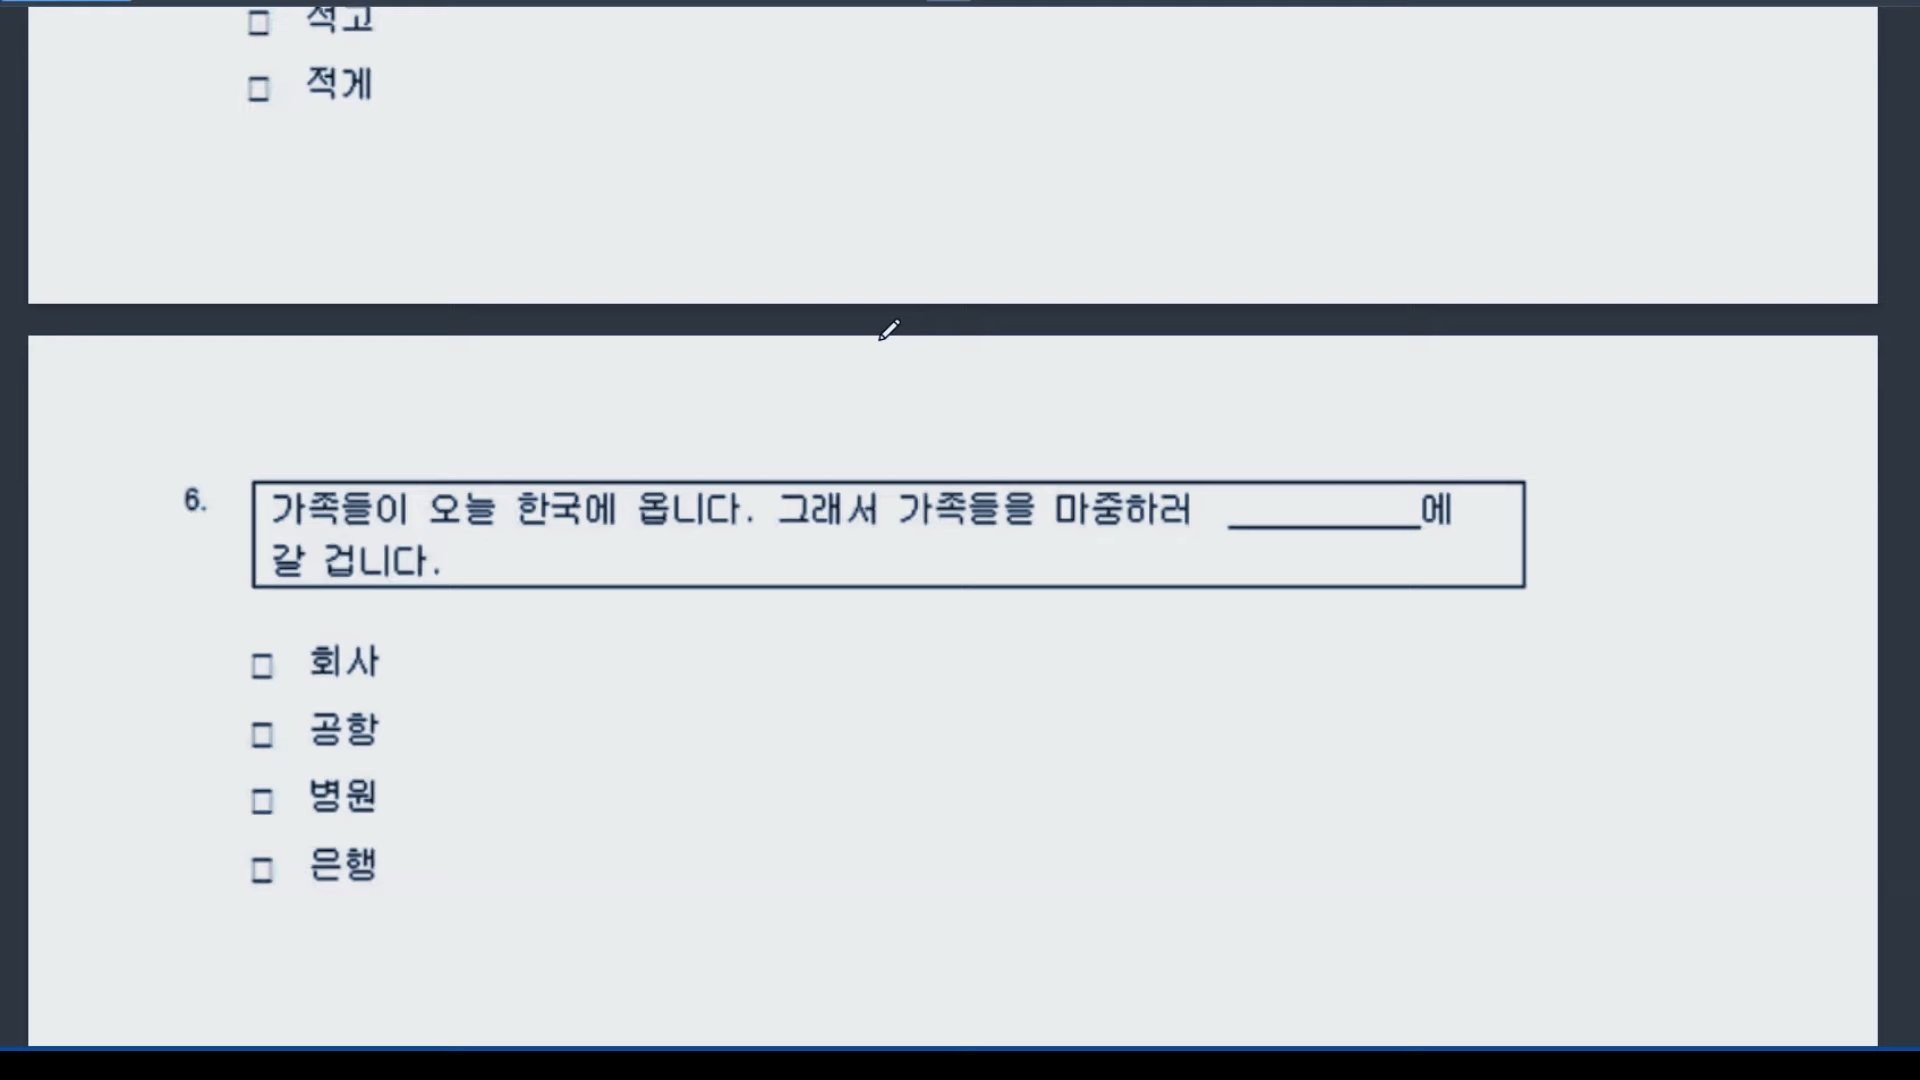 적고
적게
6.
가족들이 오늘 한국에 옵니다. 그래서 가족들을 마중하러 __________에
갈 겁니다.
□ 회사
□ 공항
□ 병원
□ 은행